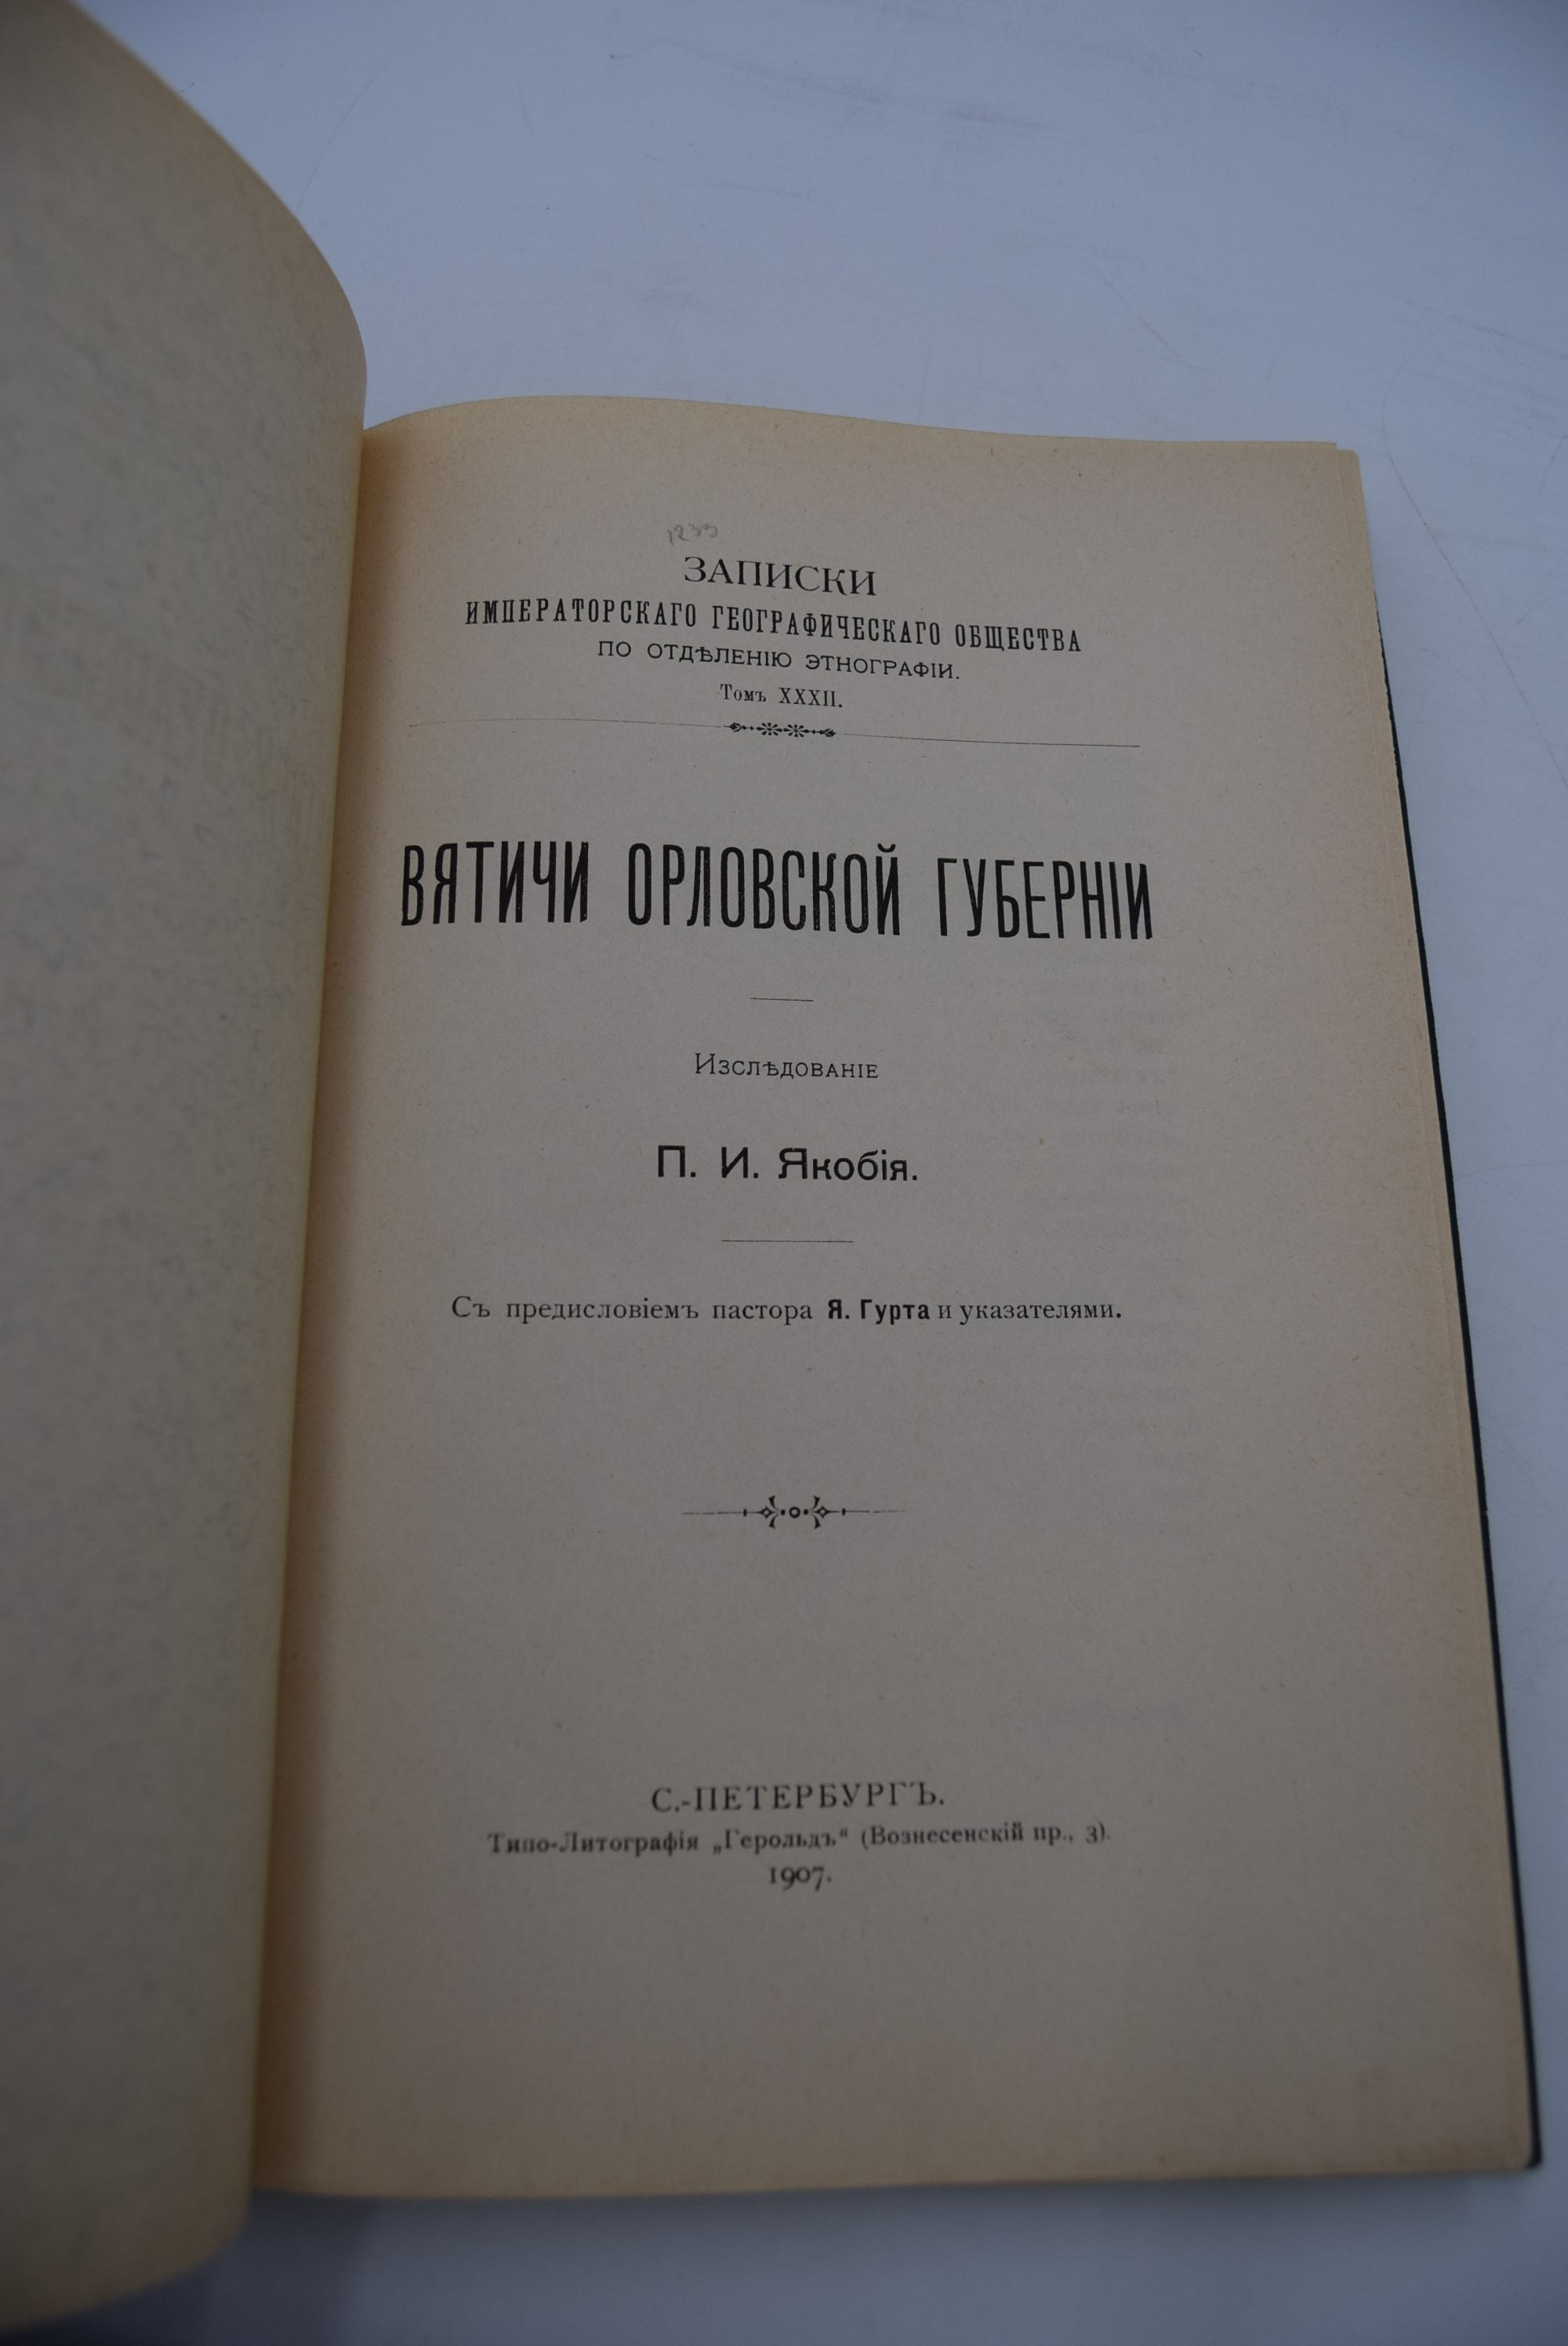 1233
ЗАПИСКИ
ИМПЕРАТОРСКАГО ГЕОГРАФИЧЕСКАГО ОБЩЕСТВА
ПО ОТДѢЛЕНІЮ ЭТНОГРАФІИ.
Томъ XXXII.
ВЯТИЧИ ОРЛОВСКОЙ ГУБЕРНІИ
Изслѣдованіе
П. И. Якобія.
Съ предисловіемъ пастора Я. Гурта и указателями.
С.-ПЕТЕРБУРГЪ.
Типо-Литографія „Герольдъ“ (Вознесенскій пр., 3).
1907.